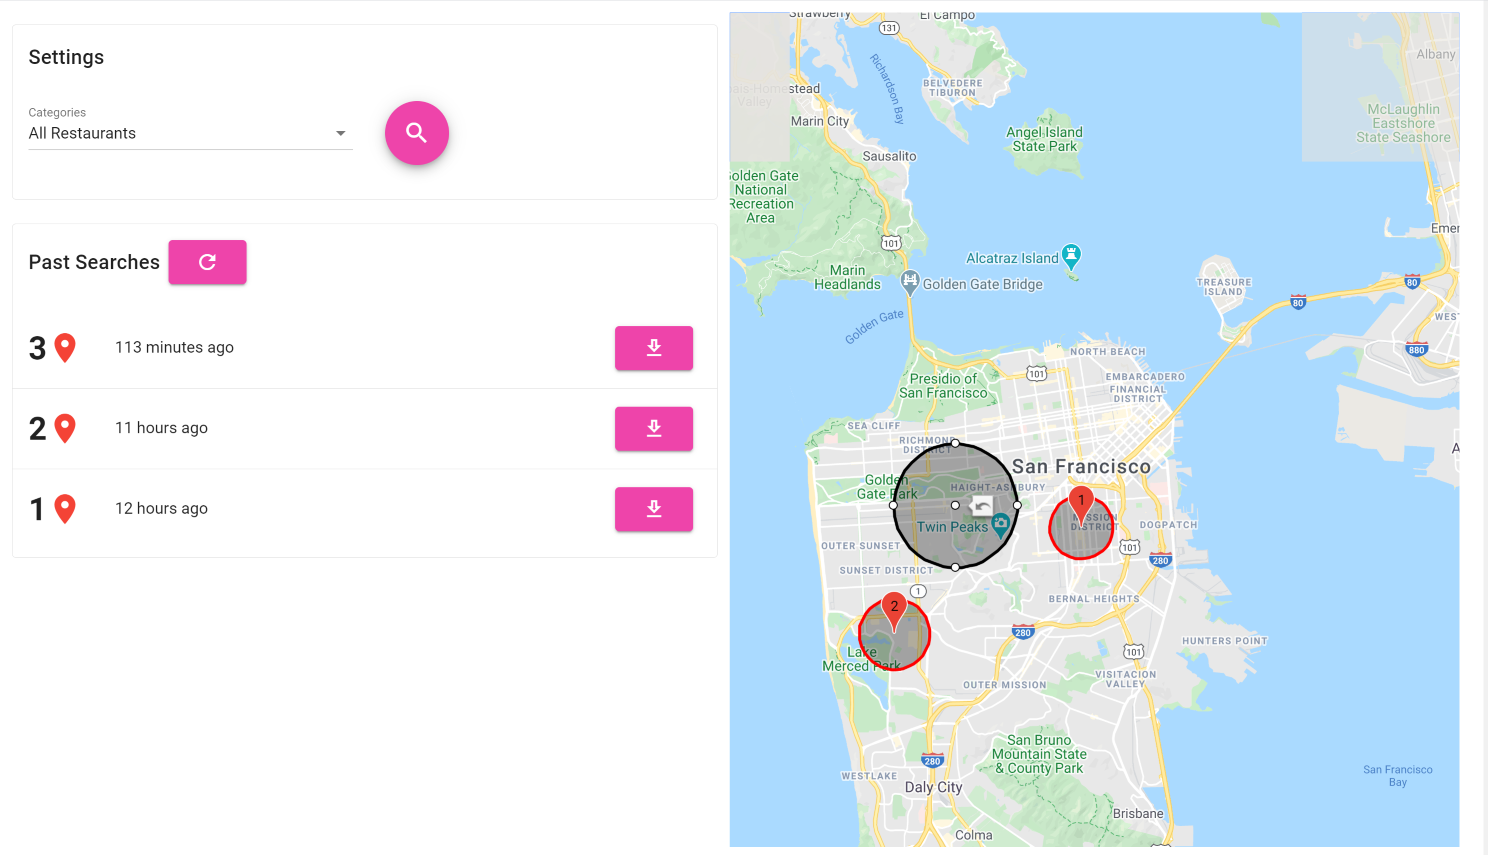 Settings
Categories
All Restaurants
Past Searches
3
113 minutes ago
2
11 hours ago
1
12 hours ago
Strawberry
El Campo
131
Richardson Bay
BELVEDERE
TIBURON
Albany
stead
Valley
Marin City
McLaughlin
Eastshore
State Seashore
Angel Island
State Park
Sausalito
olden Gate
National
Recreation
Area
Emer
101
Alcatraz Island
Marin
Headlands
Golden Gate Bridge
TREASURE
ISLAND
80
80
Golden Gate
WEST
880
NORTH BEACH
101
Presidio of
San Francisco
EMBARCADERO
FINANCIAL
DISTRICT
SEA CLIFF
RICHMOND
DISTRICT
A
San Francisco
Golden
Gate Park
HAIGHT-ASHBURY
1
Twin Peaks
MISSION
DISTRICT
DOGPATCH
OUTER SUNSET
101
280
SUNSET DISTRICT
1
BERNAL HEIGHTS
2
280
HUNTERS POINT
Lake
Merced Park
101
OUTER MISSION
VISITACION
VALLEY
San Bruno
Mountain State
& County Park
280
WESTLAKE
San Francisco
Bay
Daly City
Brisbane
Colma
101